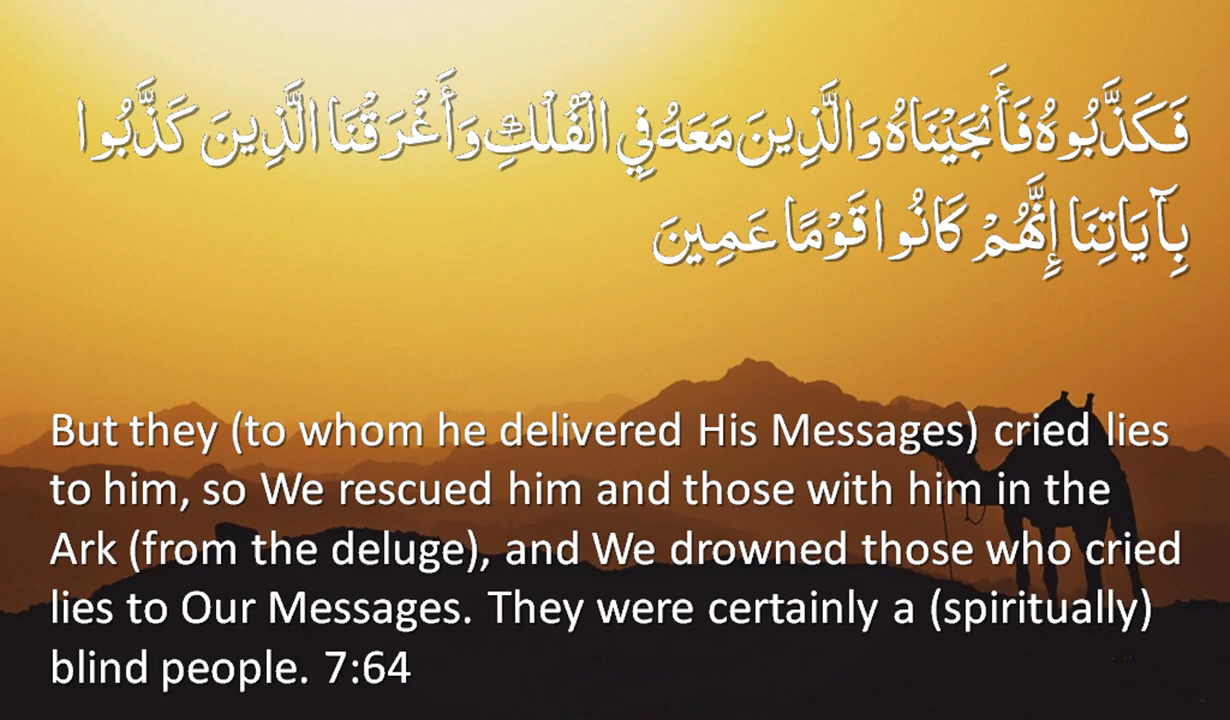 فَكَذَّبُوهُ فَأَنجَيْنَاهُ وَالَّذِينَ مَعَهُ فِي الْفُلْكِ وَأَغْرَقْنَا الَّذِينَ كَذَّبُوا
بِآيَاتِنَا إِنَّهُمْ كَانُوا قَوْمًا عَمِينَ
But they (to whom he delivered His Messages) cried lies
to him, so We rescued him and those with him in the
Ark (from the deluge), and We drowned those who cried
lies to Our Messages. They were certainly a (spiritually)
blind people. 7:64